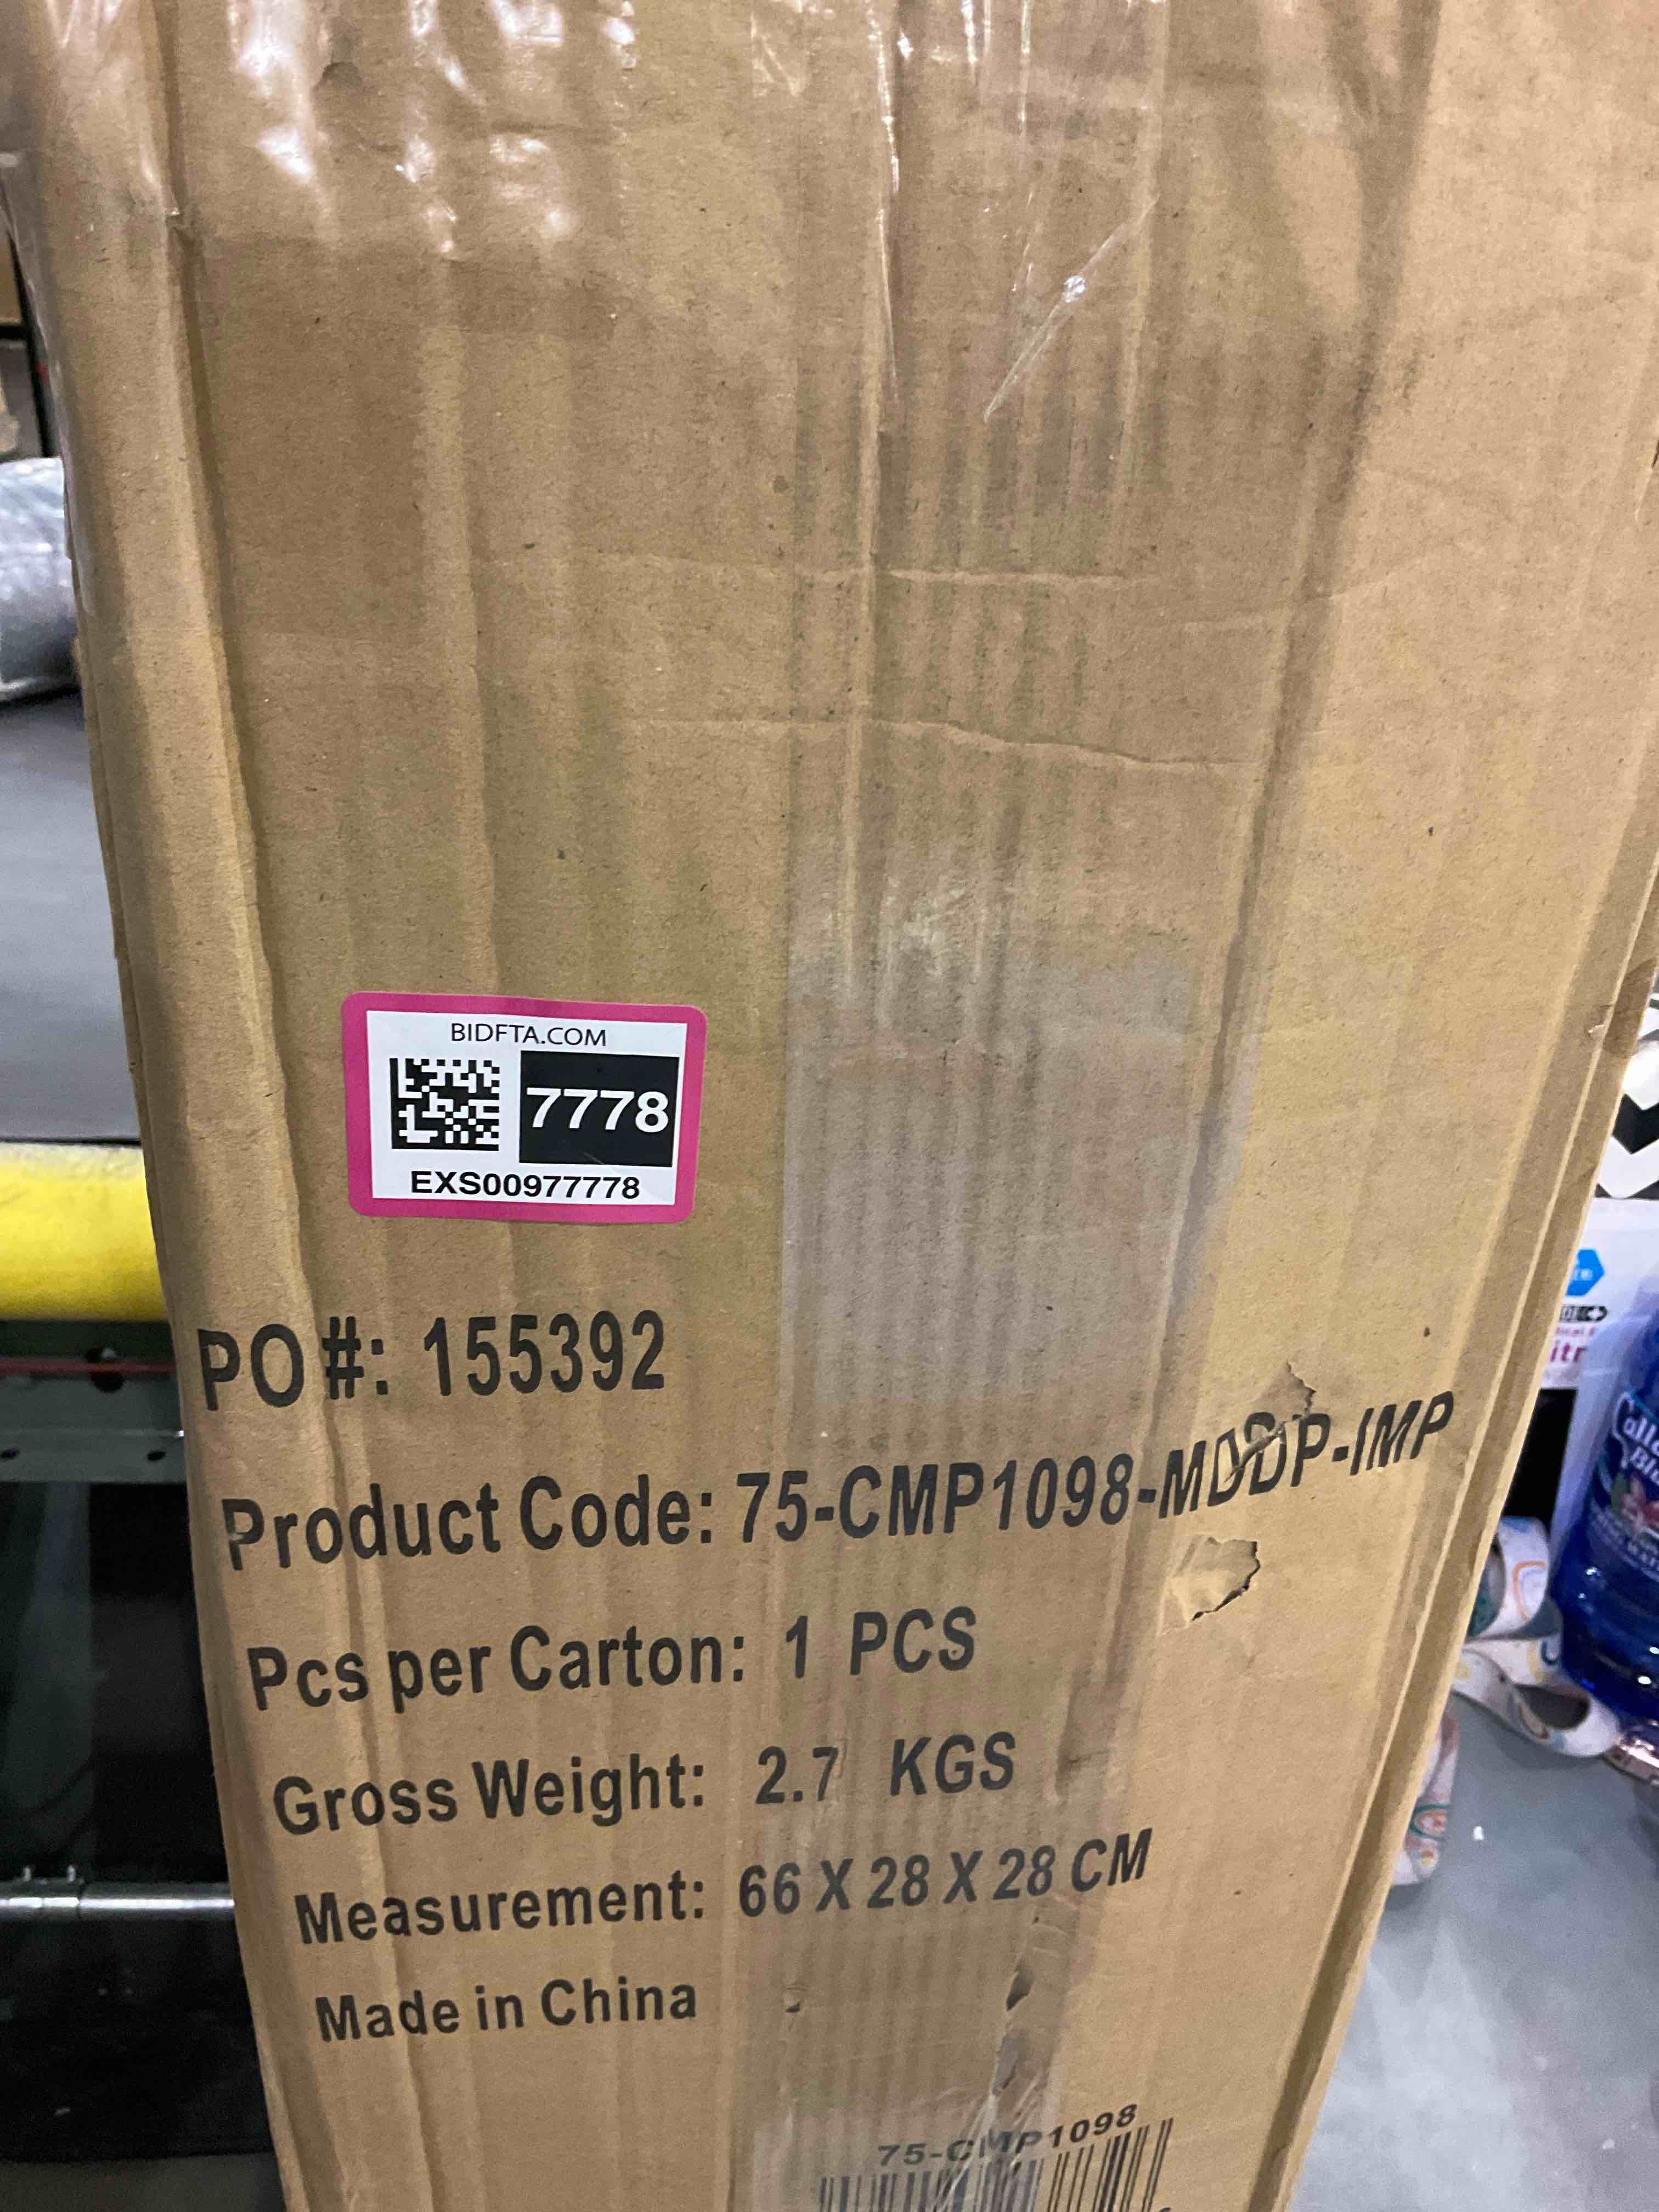 BIDFTA.COM
7778
EXS00977778
PO#: 155392
Product Code: 75-CMP1098-MDDP-IMP
Pcs per Carton: 1 PCS
Gross Weight: 2.7 KGS
Measurement: 66 X 28 X 28 CM
Made in China
75-CMP1098